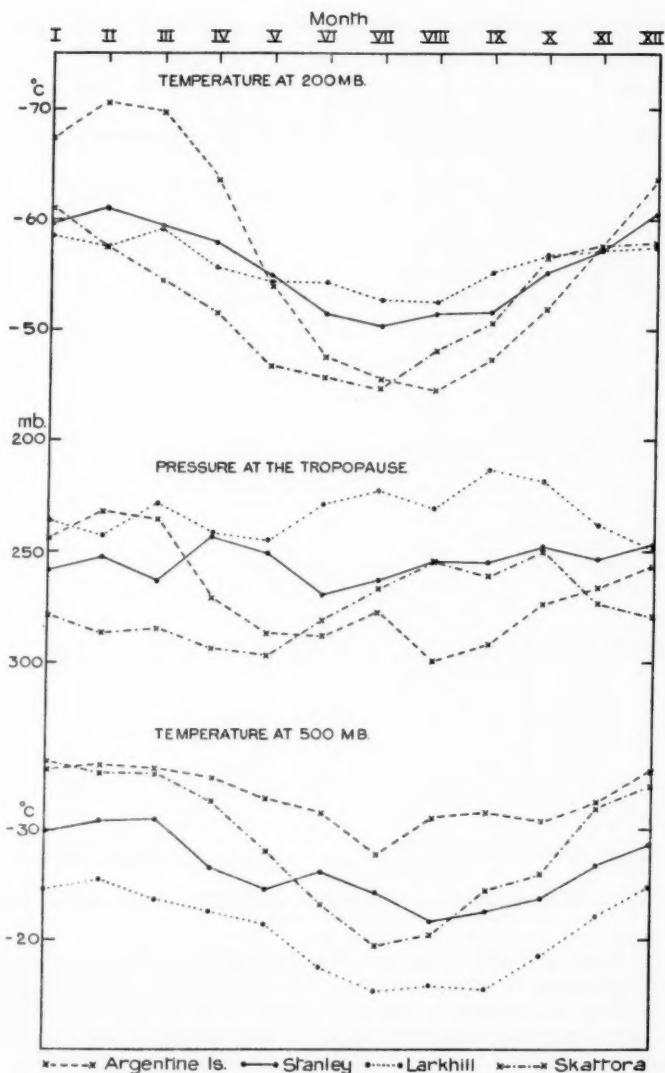 Month
I II III IV V VI VII VIII IX X XI XII
°C
TEMPERATURE AT 200 MB.
-70
-60
-50
mb.
200
PRESSURE AT THE TROPOPAUSE
250
300
TEMPERATURE AT 500 MB.
°C
-30
-20
Argentine Is. Stanley Larkhill Skattora